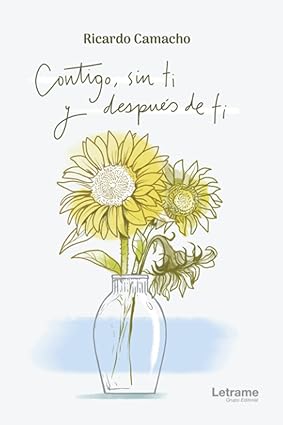 Ricardo Camacho
Contigo, sin ti
y después de ti
Letrame
Grupo Editorial